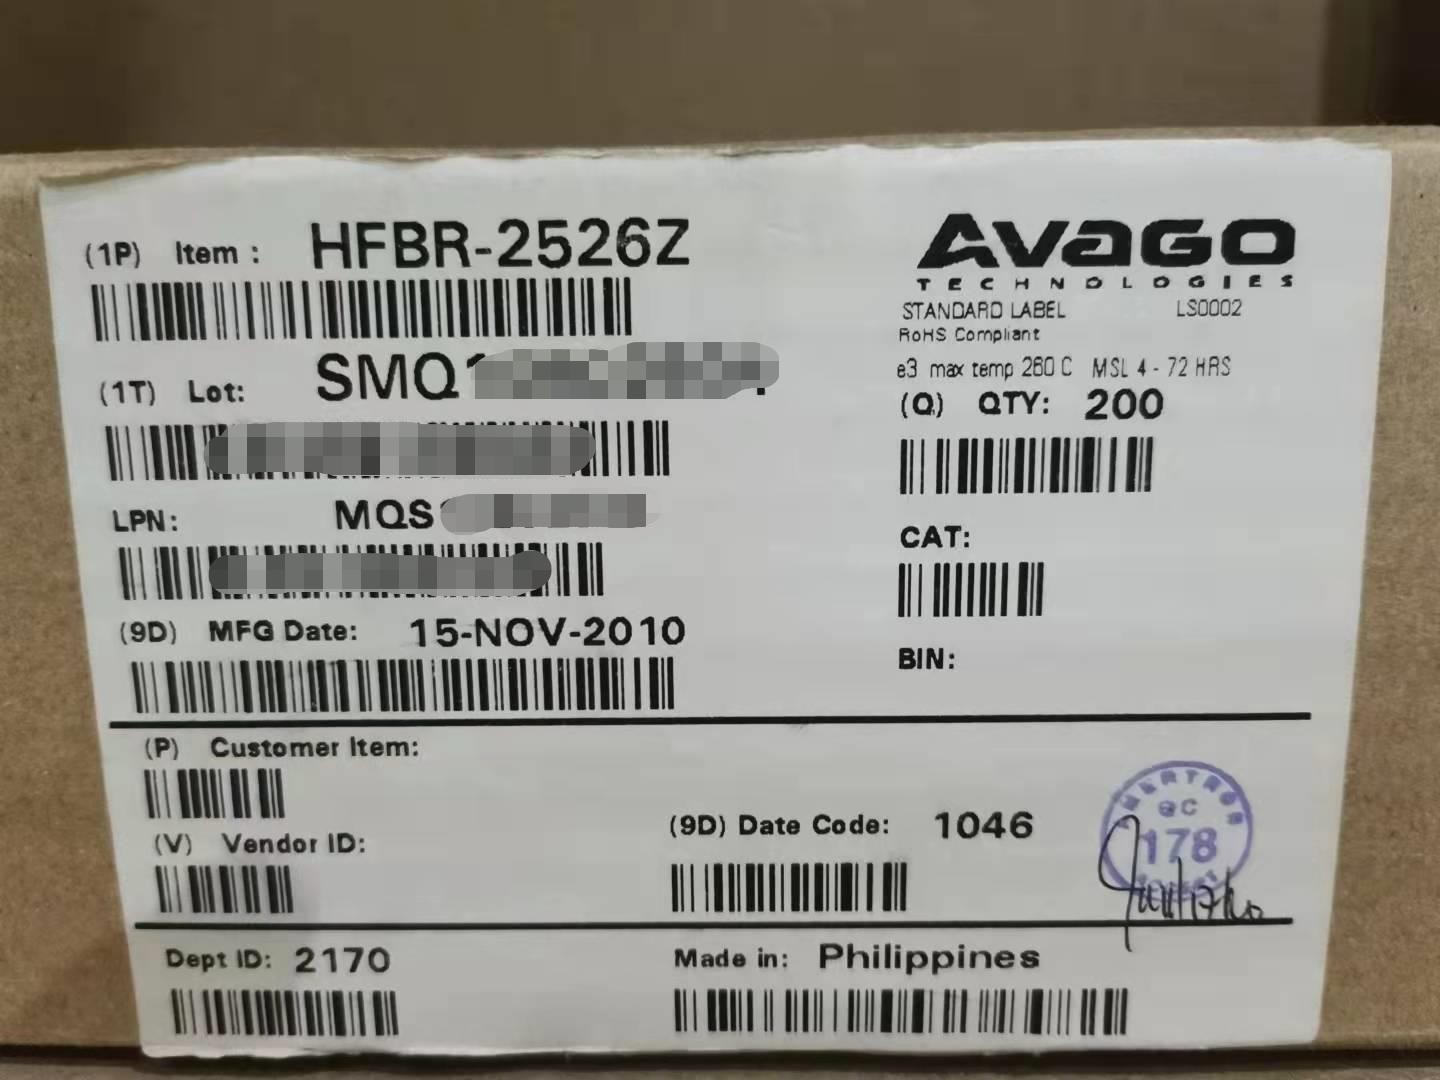 (1P) Item : HFBR-2526Z
AVAGO
TECHNOLOGIES
STANDARD LABEL LS0002
RoHS Compliant
e3 max temp 260 C MSL 4 - 72 HRS
(1T) Lot: SMQ
(Q) QTY: 200
LPN: MQS
CAT:
(9D) MFG Date: 15-NOV-2010
BIN:
(P) Customer Item:
(V) Vendor ID:
(9D) Date Code: 1046
AMERTRON
QC
178
Dept ID: 2170
Made in: Philippines